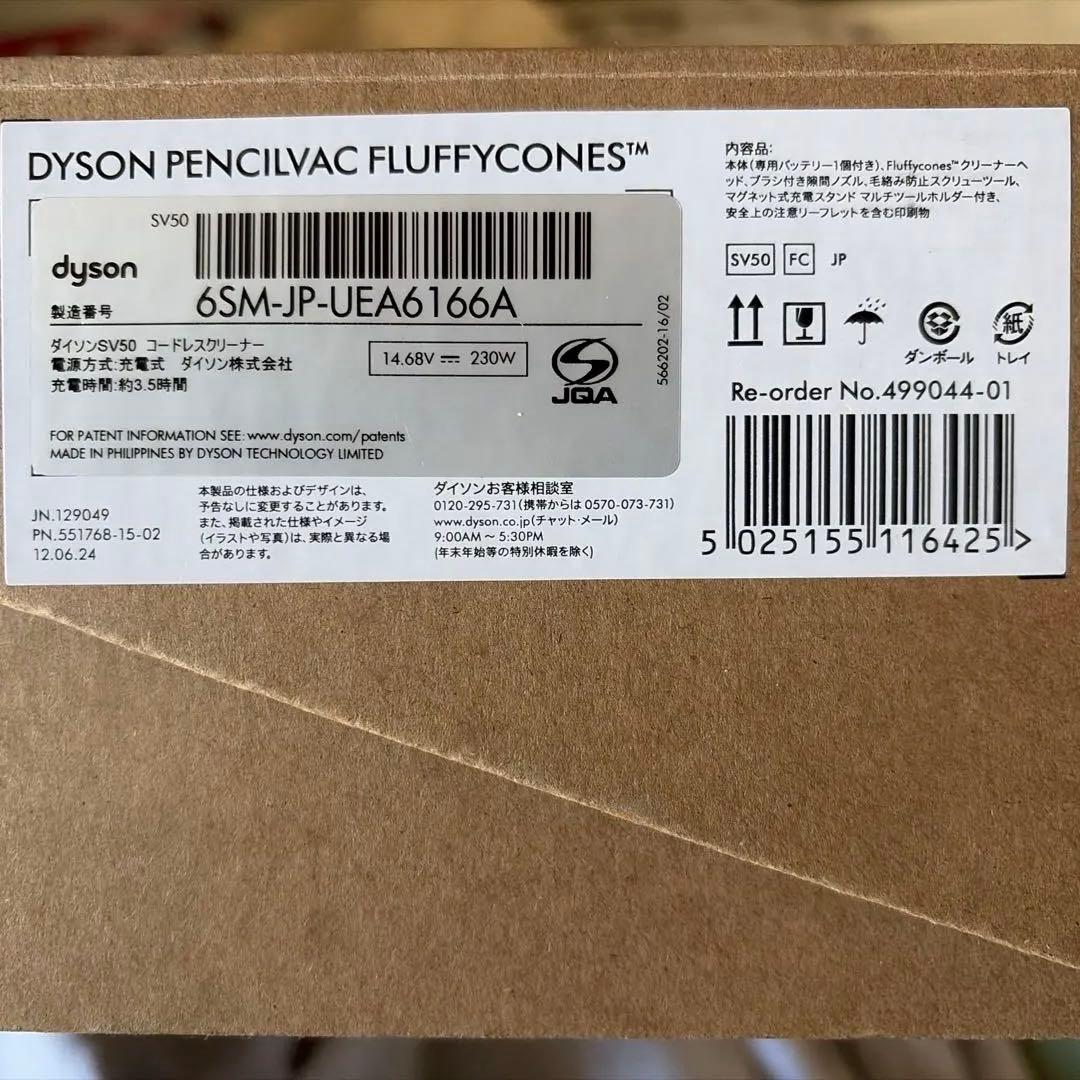 DYSON PENCILVAC FLUFFYCONES™
SV50
dyson
製造番号
6SM-JP-UEA6166A
ダイソンSV50 コードレスクリーナー
電源方式:充電式 ダイソン株式会社
充電時間:約3.5時間
14.68V ⎓ 230W
JQA
566202-16/02
FOR PATENT INFORMATION SEE: www.dyson.com/patents
MADE IN PHILIPPINES BY DYSON TECHNOLOGY LIMITED
JN.129049
PN.551768-15-02
12.06.24
本製品の仕様およびデザインは、
予告なしに変更することがあります。
また、掲載された仕様やイメージ
(イラストや写真)は、実際と異なる場
合があります。
ダイソンお客様相談室
0120-295-731(携帯からは 0570-073-731)
www.dyson.co.jp(チャット・メール)
9:00AM ~ 5:30PM
(年末年始等の特別休暇を除く)
内容品:
本体(専用バッテリー1個付き)、Fluffycones™クリーナーヘ
ッド、ブラシ付き隙間ノズル、毛絡み防止スクリューツール、
マグネット式充電スタンド マルチツールホルダー付き、
安全上の注意リーフレットを含む印刷物
SV50 FC JP
紙
ダンボール トレイ
Re-order No.499044-01
5 025155 116425 >